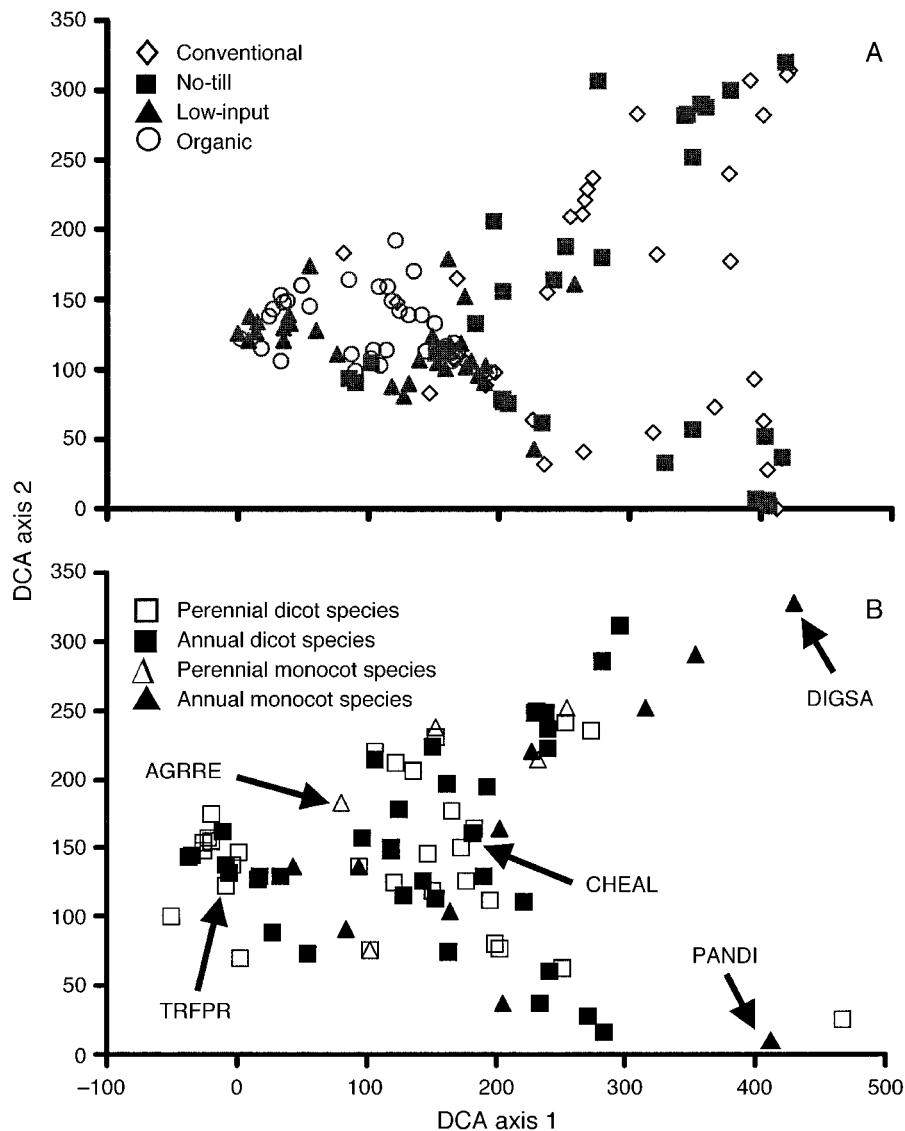 350
300
250
200
150
100
50
0
A
Conventional
No-till
Low-input
Organic
DCA axis 2
350
300
250
200
150
100
50
0
B
Perennial dicot species
Annual dicot species
Perennial monocot species
Annual monocot species
DIGSA
AGRRE
CHEAL
PANDI
TRFPR
−100
0
100
200
300
400
500
DCA axis 1